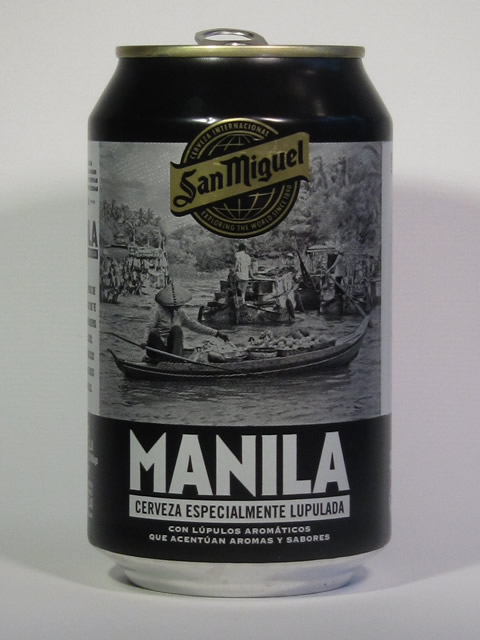 CERVEZA INTERNACIONAL
San Miguel
EXPLORING THE WORLD SINCE 1890
MANILA
CERVEZA ESPECIALMENTE LUPULADA
CON LÚPULOS AROMÁTICOS
QUE ACENTÚAN AROMAS Y SABORES